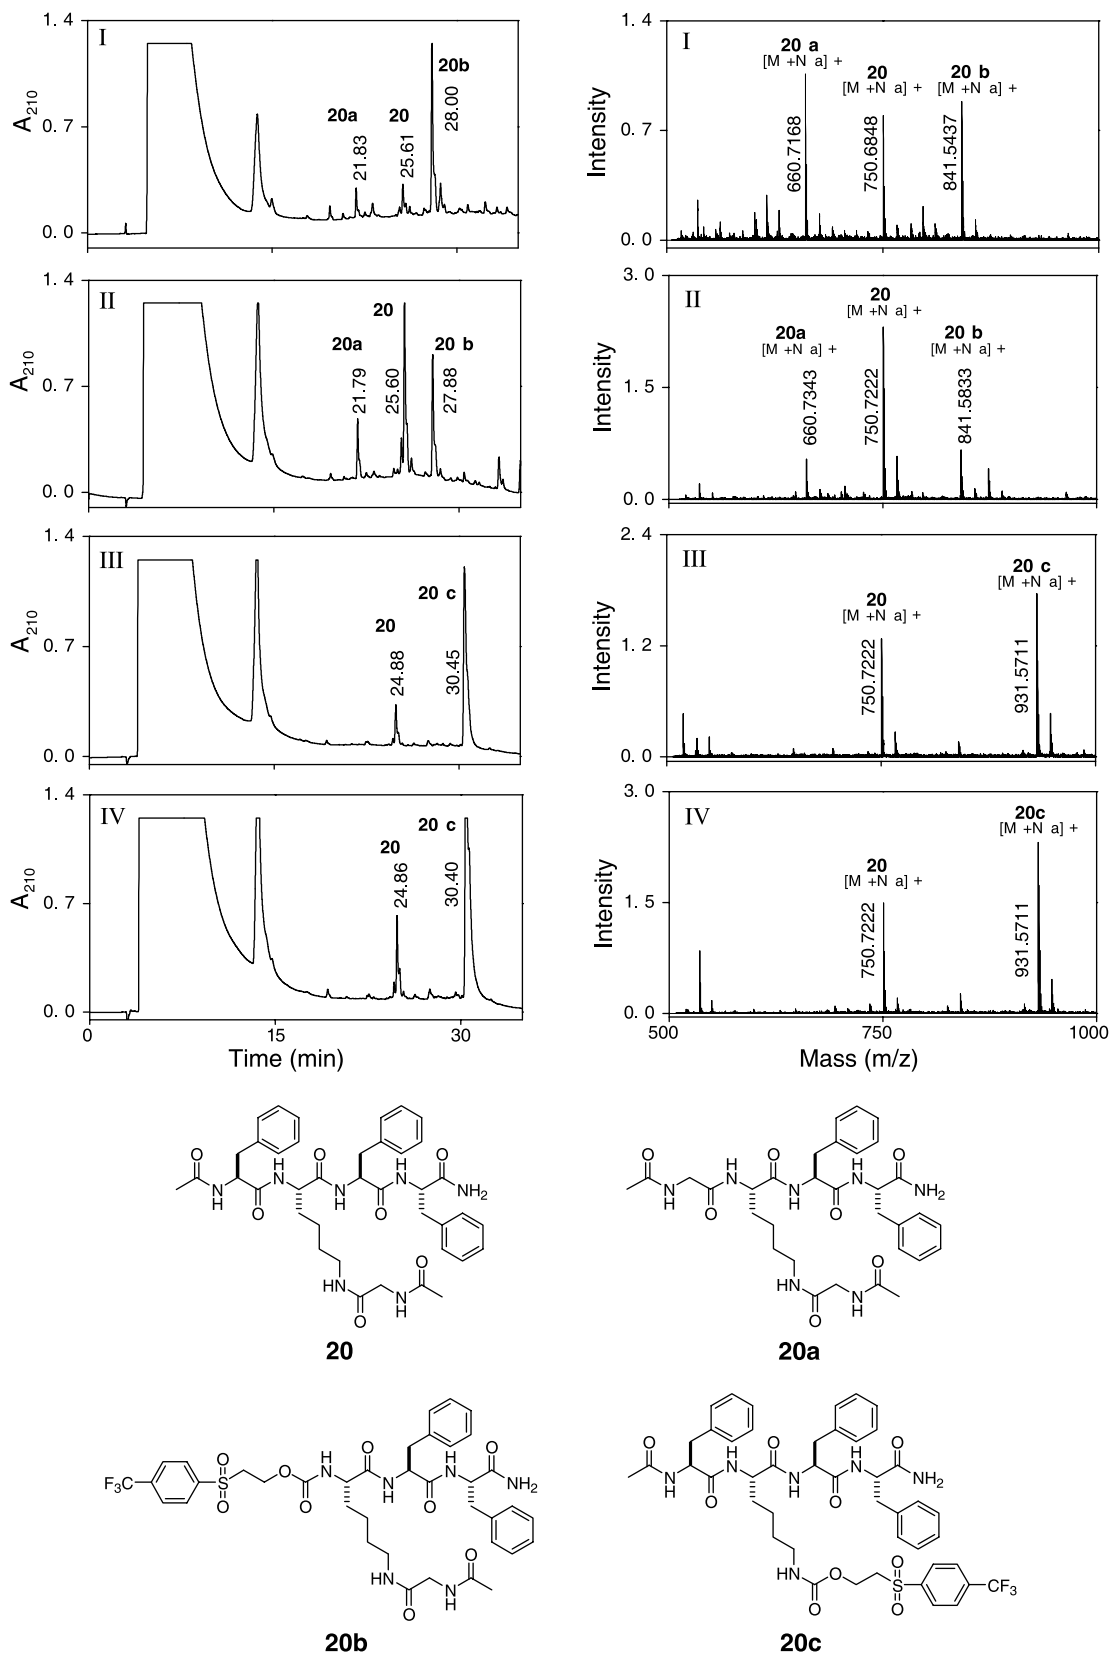 1. 4
I
A210
0. 7
0. 0
20a
21.83
20
25.61
20b
28.00
1. 4
I
Intensity
0. 7
0. 0
20 a
[M +N a] +
660.7168
20
[M +N a] +
750.6848
20 b
[M +N a] +
841.5437
1. 4
II
A210
0. 7
0. 0
20a
21.79
20
25.60
20 b
27.88
3. 0
II
Intensity
1. 5
0. 0
20a
[M +N a] +
660.7343
20
[M +N a] +
750.7222
20 b
[M +N a] +
841.5833
1. 4
III
A210
0. 7
0. 0
20
24.88
20 c
30.45
2. 4
III
Intensity
1. 2
0. 0
20
[M +N a] +
750.7222
20 c
[M +N a] +
931.5711
1. 4
IV
A210
0. 7
0. 0
20
24.86
20 c
30.40
0
15
30
Time (min)
3. 0
IV
Intensity
1. 5
0. 0
20
[M +N a] +
750.7222
20c
[M +N a] +
931.5711
500
750
1000
Mass (m/z)
O
N
H
O
H
N
O
N
H
O
H
N
O
NH2
HN
O
N
H
O
20
O
N
H
O
H
N
O
N
H
O
H
N
O
NH2
HN
O
N
H
O
20a
F3C
O
S
O
O
O
H
N
O
N
H
O
H
N
O
NH2
HN
O
N
H
O
20b
O
N
H
O
H
N
O
N
H
O
H
N
O
NH2
HN
O
O
O
S
O
CF3
20c